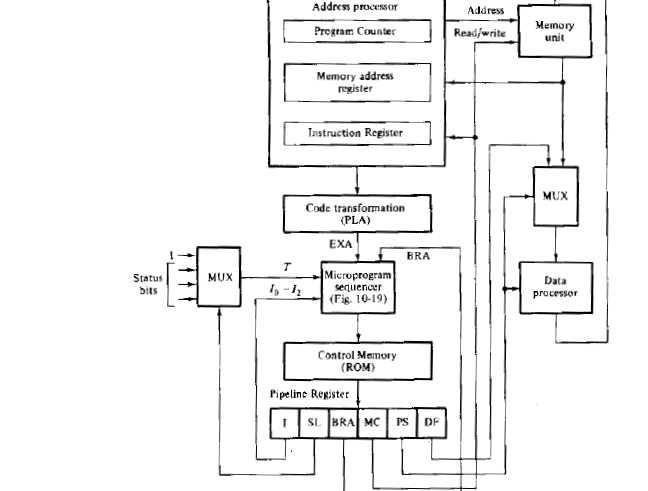 Address processor
Program Counter
Memory address
register
Instruction Register
Address
Read/write
Memory
unit
MUX
Data
processor
Code transformation
(PLA)
EXA
BRA
1
Status
bits
MUX
T
I0 – I2
Microprogram
sequencer
(Fig. 10-19)
Control Memory
(ROM)
Pipeline Register
I SL BRA MC PS DF